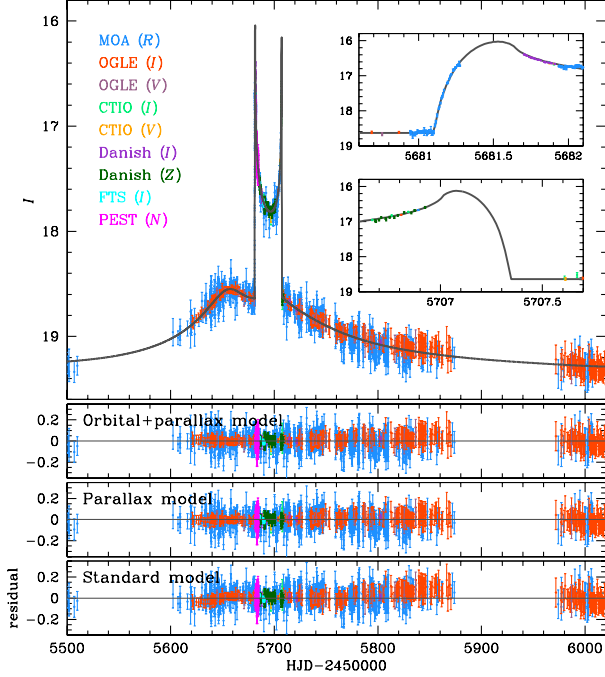 16
17
18
19
I
MOA (R)
OGLE (I)
OGLE (V)
CTIO (I)
CTIO (V)
Danish (I)
Danish (Z)
FTS (I)
PEST (N)
16
17
18
19
5681
5681.5
5682
16
17
18
19
5707
5707.5
0.2
0
−0.2
Orbital+parallax model
0.2
0
−0.2
Parallax model
0.2
0
−0.2
Standard model
residual
5500
5600
5700
5800
5900
6000
HJD−2450000